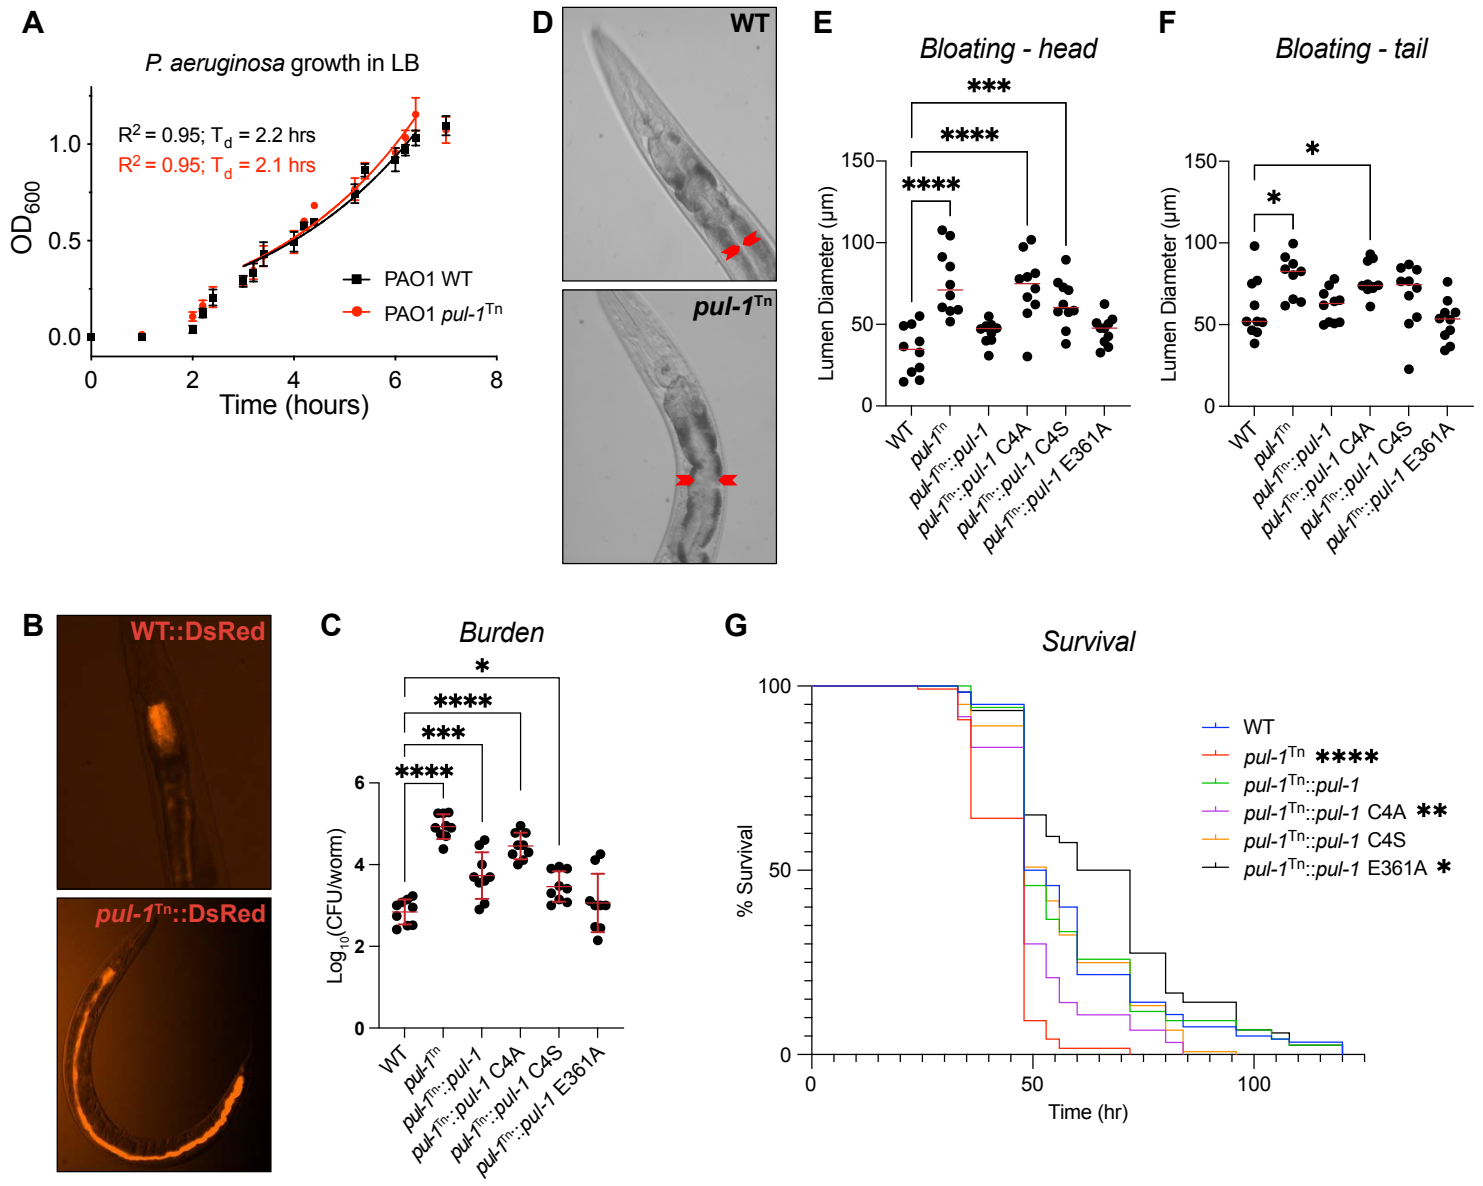 A
P. aeruginosa growth in LB
R² = 0.95; Td = 2.2 hrs
R² = 0.95; Td = 2.1 hrs
OD600
1.0
0.5
0.0
PAO1 WT
PAO1 pul-1Tn
0 2 4 6 8
Time (hours)
D
WT
pul-1Tn
E
Bloating - head
***
****
****
Lumen Diameter (µm)
150
100
50
0
WT
pul-1Tn
pul-1Tn::pul-1
pul-1Tn::pul-1 C4A
pul-1Tn::pul-1 C4S
pul-1Tn::pul-1 E361A
F
Bloating - tail
*
*
Lumen Diameter (µm)
150
100
50
0
WT
pul-1Tn
pul-1Tn::pul-1
pul-1Tn::pul-1 C4A
pul-1Tn::pul-1 C4S
pul-1Tn::pul-1 E361A
B
WT::DsRed
pul-1Tn::DsRed
C
Burden
*
****
***
****
Log10(CFU/worm)
6
4
2
0
WT
pul-1Tn
pul-1Tn::pul-1
pul-1Tn::pul-1 C4A
pul-1Tn::pul-1 C4S
pul-1Tn::pul-1 E361A
G
Survival
% Survival
100
50
0
WT
pul-1Tn ****
pul-1Tn::pul-1
pul-1Tn::pul-1 C4A **
pul-1Tn::pul-1 C4S
pul-1Tn::pul-1 E361A *
0 50 100
Time (hr)